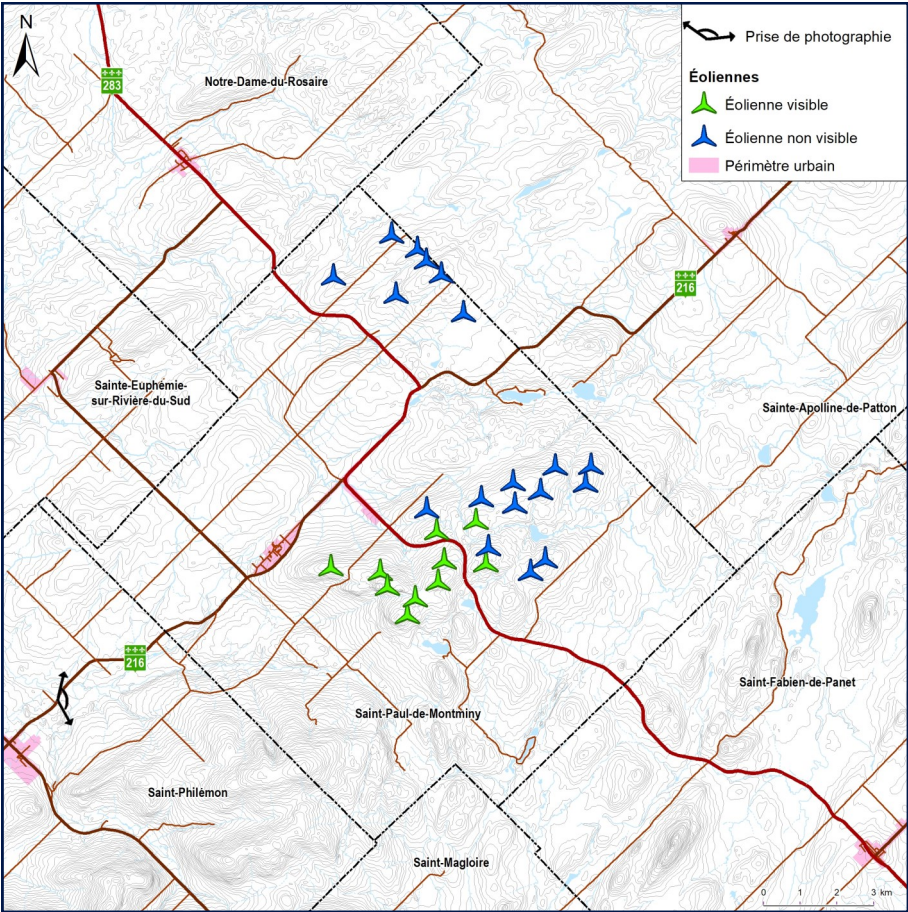 N
Prise de photographie
Éoliennes
Éolienne visible
Éolienne non visible
Périmètre urbain
283
Notre-Dame-du-Rosaire
216
Sainte-Euphémie-
sur-Rivière-du-Sud
Sainte-Apolline-de-Patton
216
Saint-Fabien-de-Panet
Saint-Paul-de-Montminy
Saint-Philémon
Saint-Magloire
0 1 2 3 km